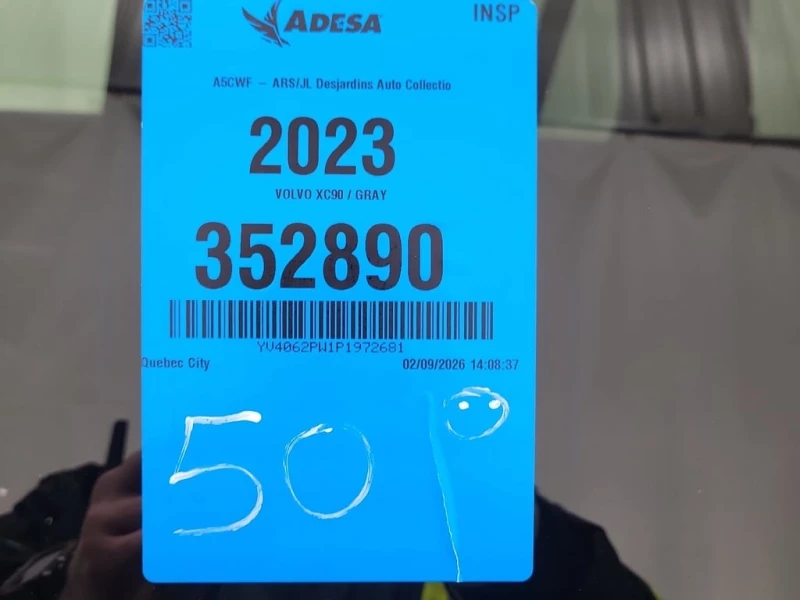 ADESA INSP
A5CWF – ARS/JL Desjardins Auto Collectio
2023
VOLVO XC90 / GRAY
352890
YV4062PW1P1972681
Quebec City 02/09/2026 14:08:37
50 P